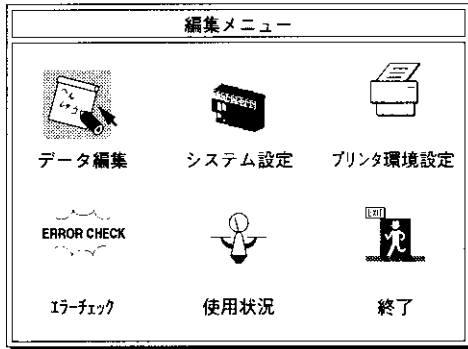 編集メニュー
データ編集
システム設定
プリンタ環境設定
ERROR CHECK
EXIT
エラーチェック
使用状況
終了